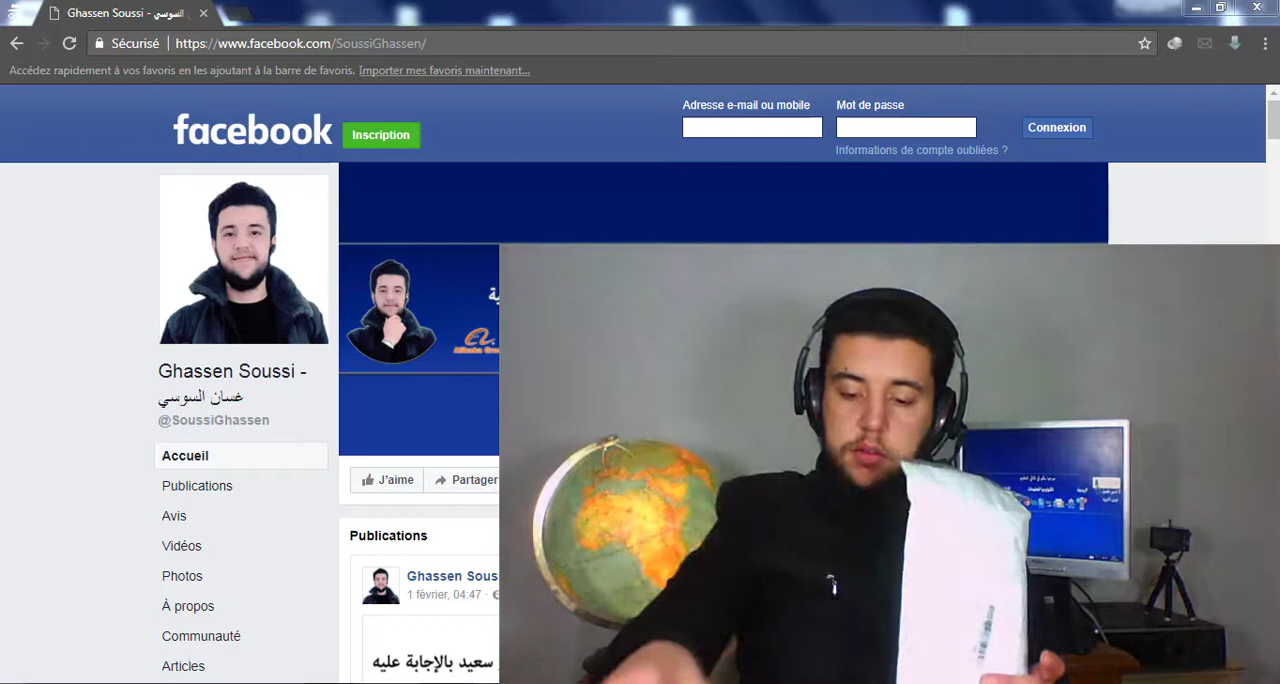 Ghassen Soussi - السوسي
Sécurisé
https://www.facebook.com/SoussiGhassen/
Accédez rapidement à vos favoris en les ajoutant à la barre de favoris. Importer mes favoris maintenant...
facebook
Inscription
Adresse e-mail ou mobile
Mot de passe
Connexion
Informations de compte oubliées ?
Ghassen Soussi -
غسان السوسي
@SoussiGhassen
Accueil
Publications
Avis
Vidéos
Photos
À propos
Communauté
Articles
J'aime
Partager
Publications
Ghassen Sous
1 février, 04:47
سعيد بالإجابة عليه